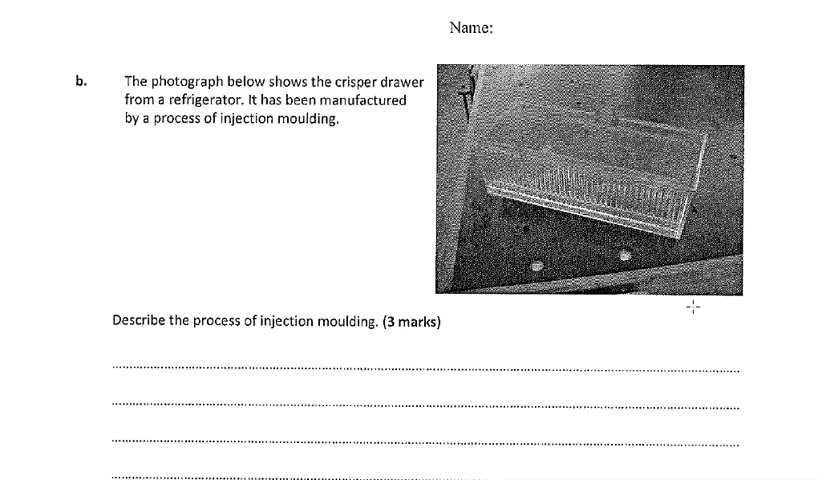 Name:
b. The photograph below shows the crisper drawer
from a refrigerator. It has been manufactured
by a process of injection moulding.
Describe the process of injection moulding. (3 marks)